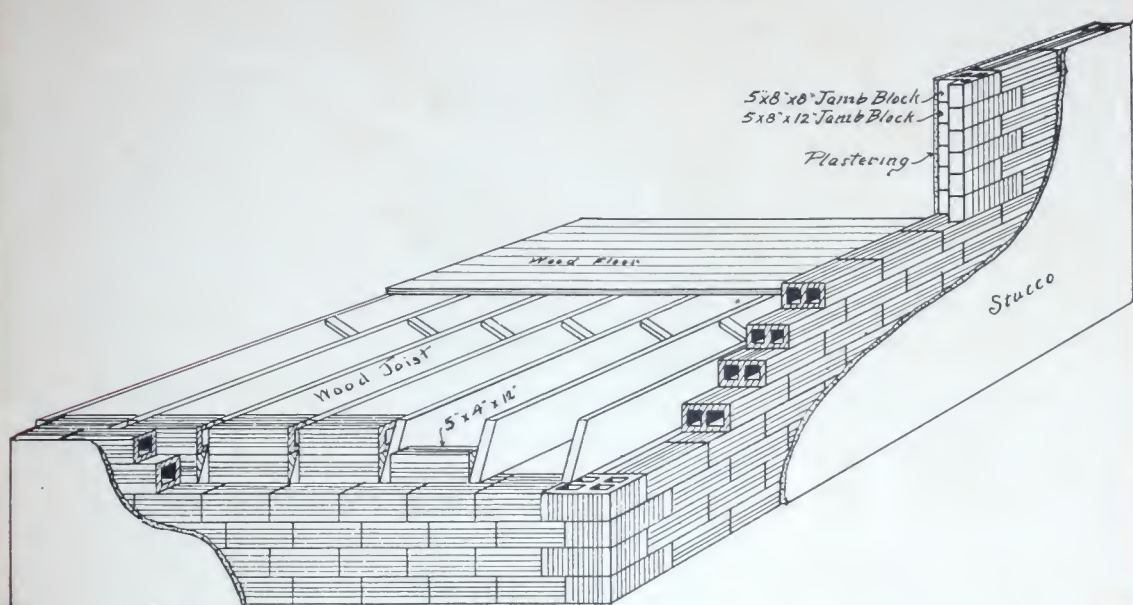 5"x8"x8" Jamb Block
5"x8"x12" Jamb Block
Plastering
Wood Floor
Stucco
Wood Joist
5"x4"x12"